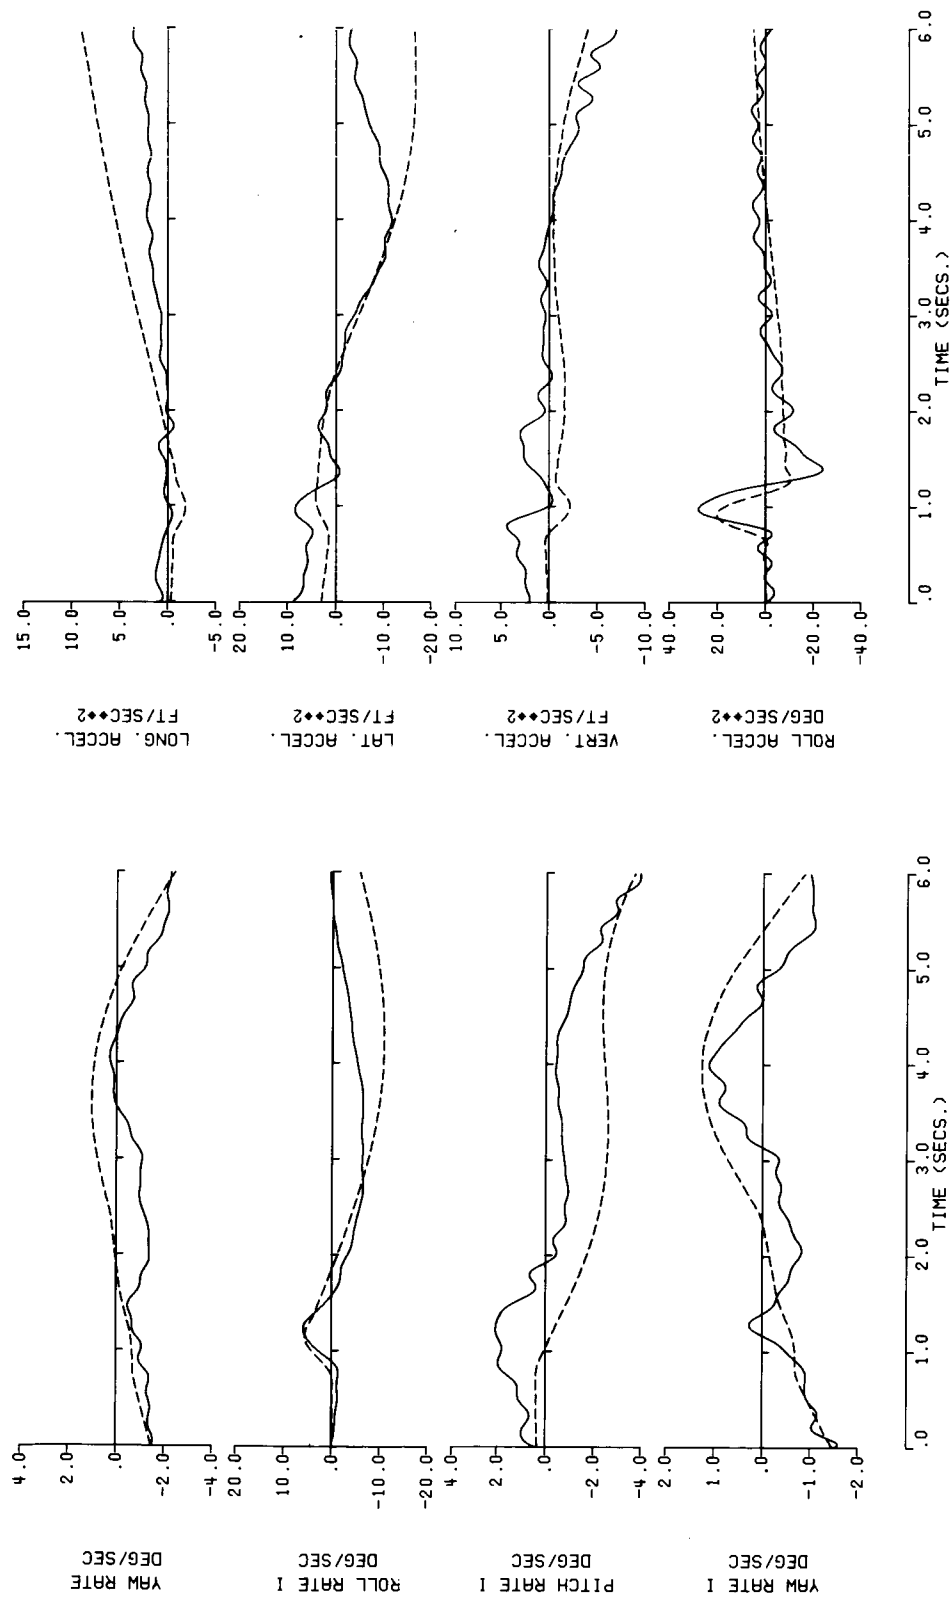 YAW RATE
DEG/SEC
4.0
2.0
.0
-2.0
-4.0
ROLL RATE I
DEG/SEC
20.0
10.0
.0
-10.0
-20.0
PITCH RATE I
DEG/SEC
4.0
2.0
.0
-2.0
-4.0
YAW RATE I
DEG/SEC
2.0
1.0
.0
-1.0
-2.0
.0 1.0 2.0 3.0 4.0 5.0 6.0
TIME (SECS.)
LONG. ACCEL.
FT/SEC♦♦2
15.0
10.0
5.0
.0
-5.0
LAT. ACCEL.
FT/SEC♦♦2
20.0
10.0
.0
-10.0
-20.0
VERT. ACCEL.
FT/SEC♦♦2
10.0
5.0
.0
-5.0
-10.0
ROLL ACCEL.
DEG/SEC♦♦2
40.0
20.0
.0
-20.0
-40.0
.0 1.0 2.0 3.0 4.0 5.0 6.0
TIME (SECS.)